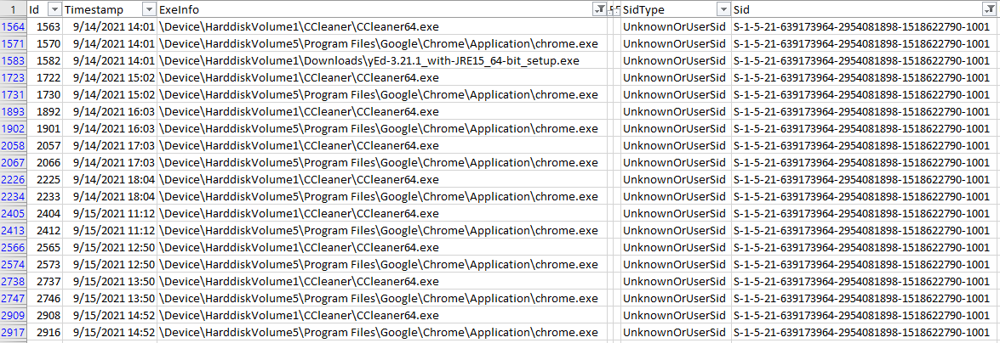 1 Id Timestamp ExeInfo SidType Sid
1564 1563 9/14/2021 14:01 \Device\HarddiskVolume1\CCleaner\CCleaner.exe UnknownOrUserSid S-1-5-21-639173964-2954081898-1518622790-1001
1571 1570 9/14/2021 14:01 \Device\HarddiskVolume5\Program Files\Google\Chrome\Application\chrome.exe UnknownOrUserSid S-1-5-21-639173964-2954081898-1518622790-1001
1583 1582 9/14/2021 14:01 \Device\HarddiskVolume1\Downloads\yEd-3.21.1_with-JRE15_64-bit_setup.exe UnknownOrUserSid S-1-5-21-639173964-2954081898-1518622790-1001
1723 1722 9/14/2021 15:02 \Device\HarddiskVolume1\CCleaner\CCleaner64.exe UnknownOrUserSid S-1-5-21-639173964-2954081898-1518622790-1001
1731 1730 9/14/2021 15:02 \Device\HarddiskVolume5\Program Files\Google\Chrome\Application\chrome.exe UnknownOrUserSid S-1-5-21-639173964-2954081898-1518622790-1001
1893 1892 9/14/2021 16:03 \Device\HarddiskVolume1\CCleaner\CCleaner64.exe UnknownOrUserSid S-1-5-21-639173964-2954081898-1518622790-1001
1902 1901 9/14/2021 16:03 \Device\HarddiskVolume5\Program Files\Google\Chrome\Application\chrome.exe UnknownOrUserSid S-1-5-21-639173964-2954081898-1518622790-1001
2058 2057 9/14/2021 17:03 \Device\HarddiskVolume1\CCleaner\CCleaner64.exe UnknownOrUserSid S-1-5-21-639173964-2954081898-1518622790-1001
2067 2066 9/14/2021 17:03 \Device\HarddiskVolume5\Program Files\Google\Chrome\Application\chrome.exe UnknownOrUserSid S-1-5-21-639173964-2954081898-1518622790-1001
2226 2225 9/14/2021 18:04 \Device\HarddiskVolume1\CCleaner\CCleaner64.exe UnknownOrUserSid S-1-5-21-639173964-2954081898-1518622790-1001
2234 2233 9/14/2021 18:04 \Device\HarddiskVolume5\Program Files\Google\Chrome\Application\chrome.exe UnknownOrUserSid S-1-5-21-639173964-2954081898-1518622790-1001
2405 2404 9/15/2021 11:12 \Device\HarddiskVolume1\CCleaner\CCleaner64.exe UnknownOrUserSid S-1-5-21-639173964-2954081898-1518622790-1001
2413 2412 9/15/2021 11:12 \Device\HarddiskVolume5\Program Files\Google\Chrome\Application\chrome.exe UnknownOrUserSid S-1-5-21-639173964-2954081898-1518622790-1001
2566 2565 9/15/2021 12:50 \Device\HarddiskVolume1\CCleaner\CCleaner64.exe UnknownOrUserSid S-1-5-21-639173964-2954081898-1518622790-1001
2574 2573 9/15/2021 12:50 \Device\HarddiskVolume5\Program Files\Google\Chrome\Application\chrome.exe UnknownOrUserSid S-1-5-21-639173964-2954081898-1518622790-1001
2738 2737 9/15/2021 13:50 \Device\HarddiskVolume1\CCleaner\CCleaner64.exe UnknownOrUserSid S-1-5-21-639173964-2954081898-1518622790-1001
2747 2746 9/15/2021 13:50 \Device\HarddiskVolume5\Program Files\Google\Chrome\Application\chrome.exe UnknownOrUserSid S-1-5-21-639173964-2954081898-1518622790-1001
2909 2908 9/15/2021 14:52 \Device\HarddiskVolume1\CCleaner\CCleaner64.exe UnknownOrUserSid S-1-5-21-639173964-2954081898-1518622790-1001
2917 2916 9/15/2021 14:52 \Device\HarddiskVolume5\Program Files\Google\Chrome\Application\chrome.exe UnknownOrUserSid S-1-5-21-639173964-2954081898-1518622790-1001